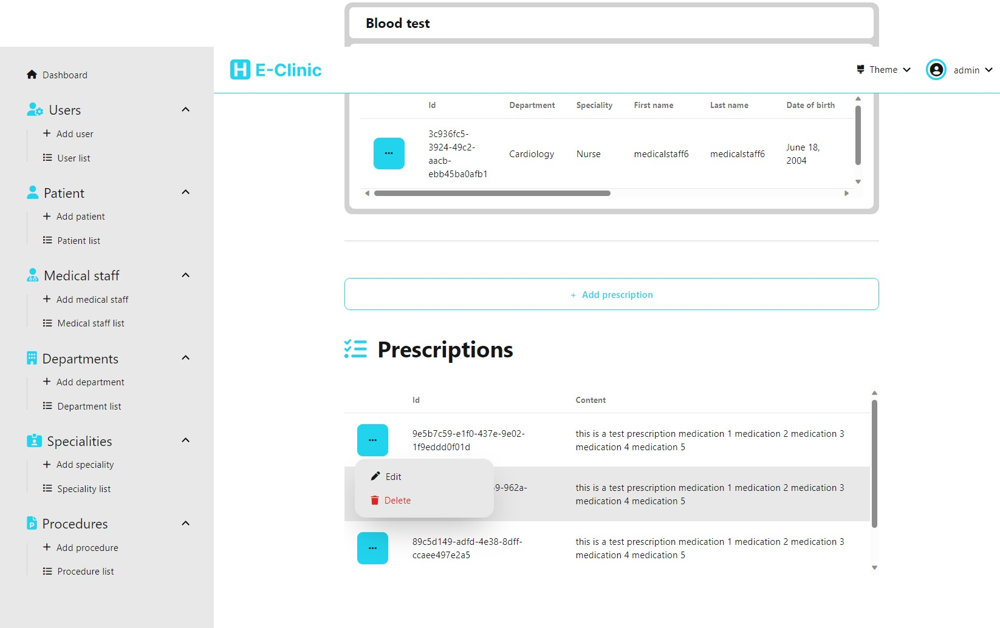 Blood test
H E-Clinic
Theme
admin
Dashboard
Users
Add user
User list
Patient
Add patient
Patient list
Medical staff
Add medical staff
Medical staff list
Departments
Add department
Department list
Specialities
Add speciality
Speciality list
Procedures
Add procedure
Procedure list
Id Department Speciality First name Last name Date of birth
3c936fc5-
3924-49c2-
aacb-
ebb45ba0afb1
Cardiology Nurse medicalstaff6 medicalstaff6
June 18,
2004
+ Add prescription
Prescriptions
Id Content
9e5b7c59-e1f0-437e-9e02-
1f9eddd0f01d
this is a test prescription medication 1 medication 2 medication 3
medication 4 medication 5
Edit
Delete
9-962a-
this is a test prescription medication 1 medication 2 medication 3
medication 4 medication 5
89c5d149-adfd-4e38-8dff-
ccaee497e2a5
this is a test prescription medication 1 medication 2 medication 3
medication 4 medication 5